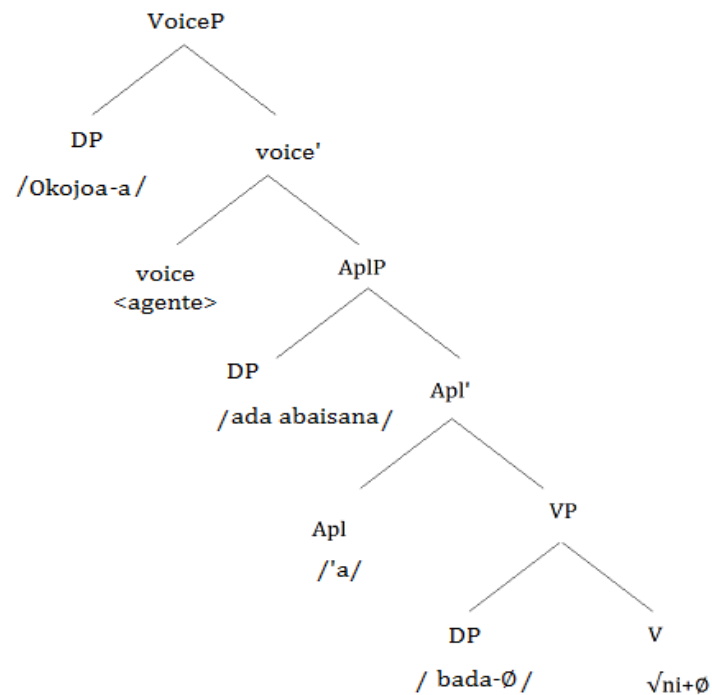 VoiceP
DP
voice'
/Okojoa-a/
voice
AplP
<agente>
DP
Apl'
/ada abaisana/
Apl
VP
/'a/
DP
V
/ bada-Ø /
√ni+Ø